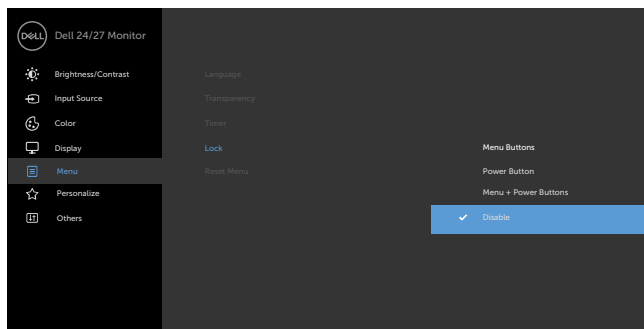 DELL Dell 24/27 Monitor
Brightness/Contrast
Input Source
Color
Display
Menu
Personalize
Others
Language
Transparency
Timer
Lock
Reset Menu
Menu Buttons
Power Button
Menu + Power Buttons
Disable